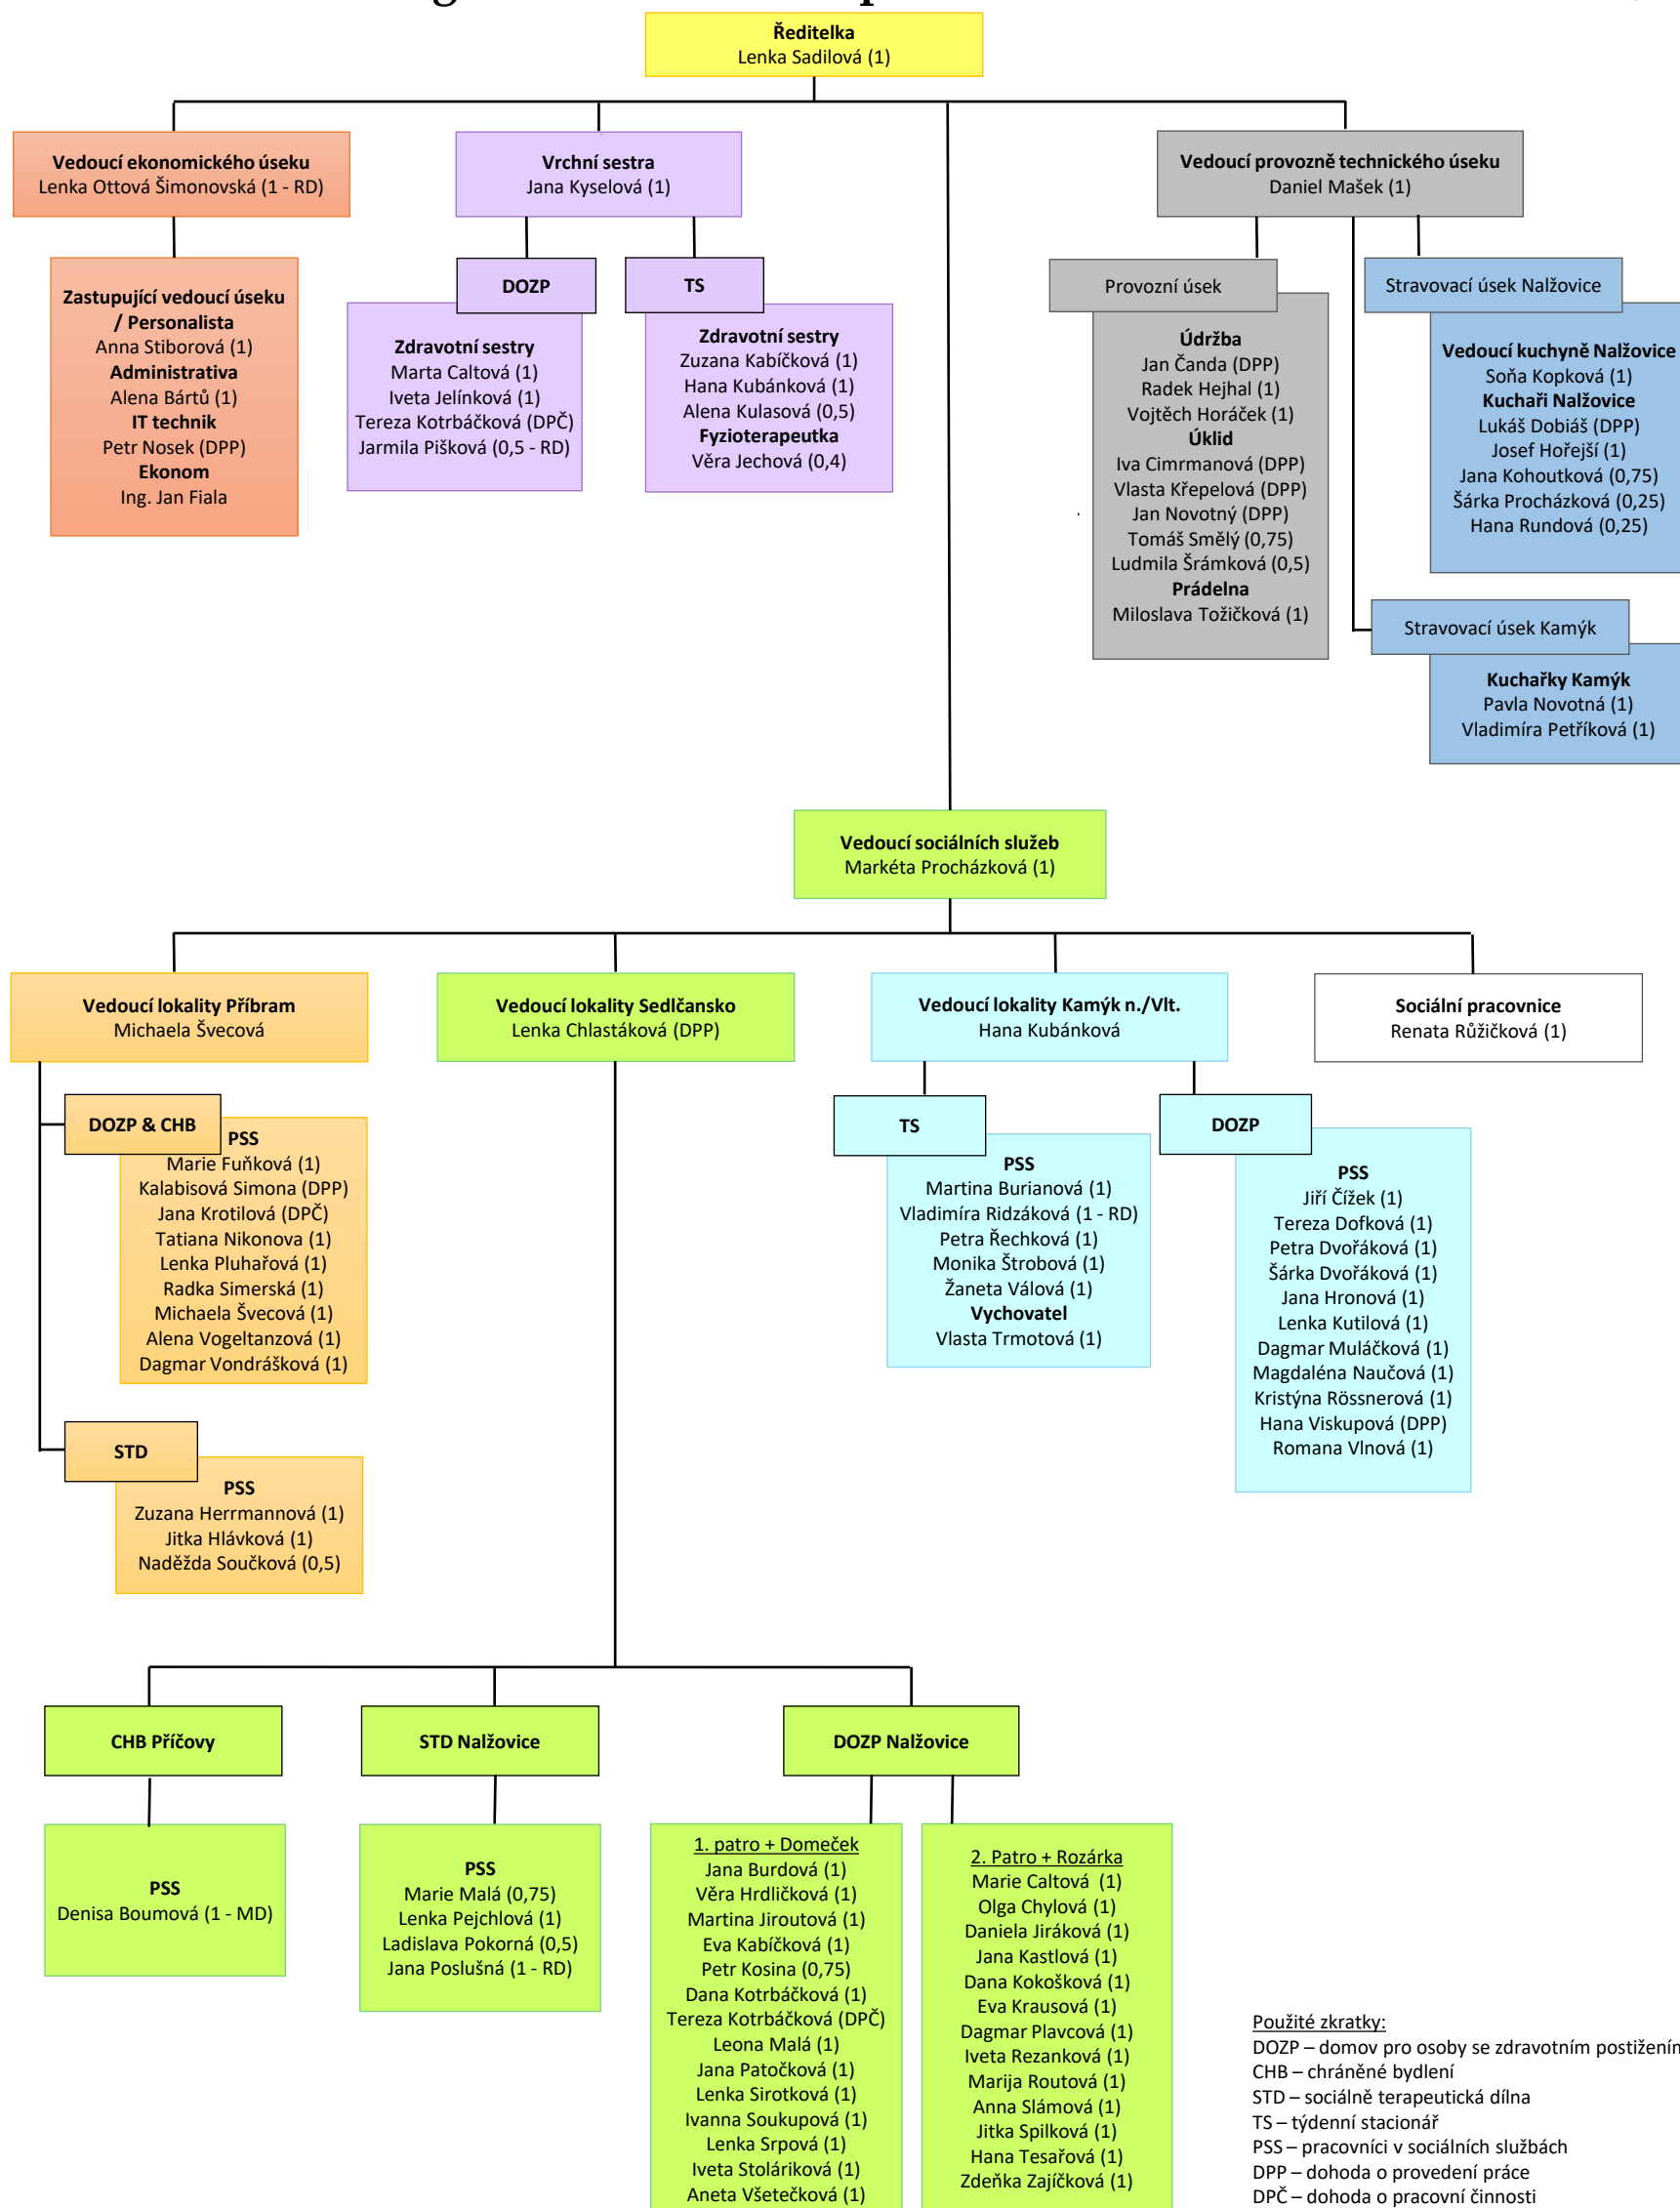 Ředitelka
Lenka Sadilová (1)
Vedoucí ekonomického úseku
Lenka Ottová Šimonovská (1 - RD)
Vrchní sestra
Jana Kyselová (1)
Vedoucí provozně technického úseku
Daniel Mašek (1)
Zastupující vedoucí úseku
/ Personalista
Anna Stiborová (1)
Administrativa
Alena Bártů (1)
IT technik
Petr Nosek (DPP)
Ekonom
Ing. Jan Fiala
DOZP
Zdravotní sestry
Marta Caltová (1)
Iveta Jelínková (1)
Tereza Kotrbáčková (DPČ)
Jarmila Pišková (0,5 - RD)
TS
Zdravotní sestry
Zuzana Kabíčková (1)
Hana Kubánková (1)
Alena Kulasová (0,5)
Fyzioterapeutka
Věra Jechová (0,4)
Provozní úsek
Údržba
Jan Čanda (DPP)
Radek Hejhal (1)
Vojtěch Horáček (1)
Úklid
Iva Cimrmanová (DPP)
Vlasta Křepelová (DPP)
Jan Novotný (DPP)
Tomáš Smělý (0,75)
Ludmila Šrámková (0,5)
Prádelna
Miloslava Tožičková (1)
Stravovací úsek Nalžovice
Vedoucí kuchyně Nalžovice
Soňa Kopková (1)
Kuchaři Nalžovice
Lukáš Dobiáš (DPP)
Josef Hořejší (1)
Jana Kohoutková (0,75)
Šárka Procházková (0,25)
Hana Rundová (0,25)
Stravovací úsek Kamýk
Kuchařky Kamýk
Pavla Novotná (1)
Vladimíra Petříková (1)
Vedoucí sociálních služeb
Markéta Procházková (1)
Vedoucí lokality Příbram
Michaela Švecová
Vedoucí lokality Sedlčansko
Lenka Chlastáková (DPP)
Vedoucí lokality Kamýk n./Vlt.
Hana Kubánková
Sociální pracovnice
Renata Růžičková (1)
DOZP & CHB
PSS
Marie Fuňková (1)
Kalabisová Simona (DPP)
Jana Krotilová (DPČ)
Tatiana Nikonova (1)
Lenka Pluhařová (1)
Radka Simerská (1)
Michaela Švecová (1)
Alena Vogeltanzová (1)
Dagmar Vondrášková (1)
STD
PSS
Zuzana Herrmannová (1)
Jitka Hlávková (1)
Naděžda Součková (0,5)
TS
PSS
Martina Burianová (1)
Vladimíra Ridzáková (1 - RD)
Petra Řechková (1)
Monika Štrobová (1)
Žaneta Válová (1)
Vychovatel
Vlasta Trmotová (1)
DOZP
PSS
Jiří Čížek (1)
Tereza Dofková (1)
Petra Dvořáková (1)
Šárka Dvořáková (1)
Jana Hronová (1)
Lenka Kutilová (1)
Dagmar Muláčková (1)
Magdaléna Naučová (1)
Kristýna Rössnerová (1)
Hana Viskupová (DPP)
Romana Vlnová (1)
CHB Příčovy
PSS
Denisa Boumová (1 - MD)
STD Nalžovice
PSS
Marie Malá (0,75)
Lenka Pejchlová (1)
Ladislava Pokorná (0,5)
Jana Poslušná (1 - RD)
DOZP Nalžovice
1. patro + Domeček
Jana Burdová (1)
Věra Hrdličková (1)
Martina Jiroutová (1)
Eva Kabíčková (1)
Petr Kosina (0,75)
Dana Kotrbáčková (1)
Tereza Kotrbáčková (DPČ)
Leona Malá (1)
Jana Patočková (1)
Lenka Sirotková (1)
Ivanna Soukupová (1)
Lenka Srpová (1)
Iveta Stoláriková (1)
Aneta Všetečková (1)
2. Patro + Rozárka
Marie Caltová (1)
Olga Chylová (1)
Daniela Jiráková (1)
Jana Kastlová (1)
Dana Kokošková (1)
Eva Krausová (1)
Dagmar Plavcová (1)
Iveta Rezanková (1)
Marija Routová (1)
Anna Slámová (1)
Jitka Spilková (1)
Hana Tesařová (1)
Zdeňka Zajíčková (1)
Použité zkratky:
DOZP – domov pro osoby se zdravotním postižením
CHB – chráněné bydlení
STD – sociálně terapeutická dílna
TS – týdenní stacionář
PSS – pracovníci v sociálních službách
DPP – dohoda o provedení práce
DPČ – dohoda o pracovní činnosti